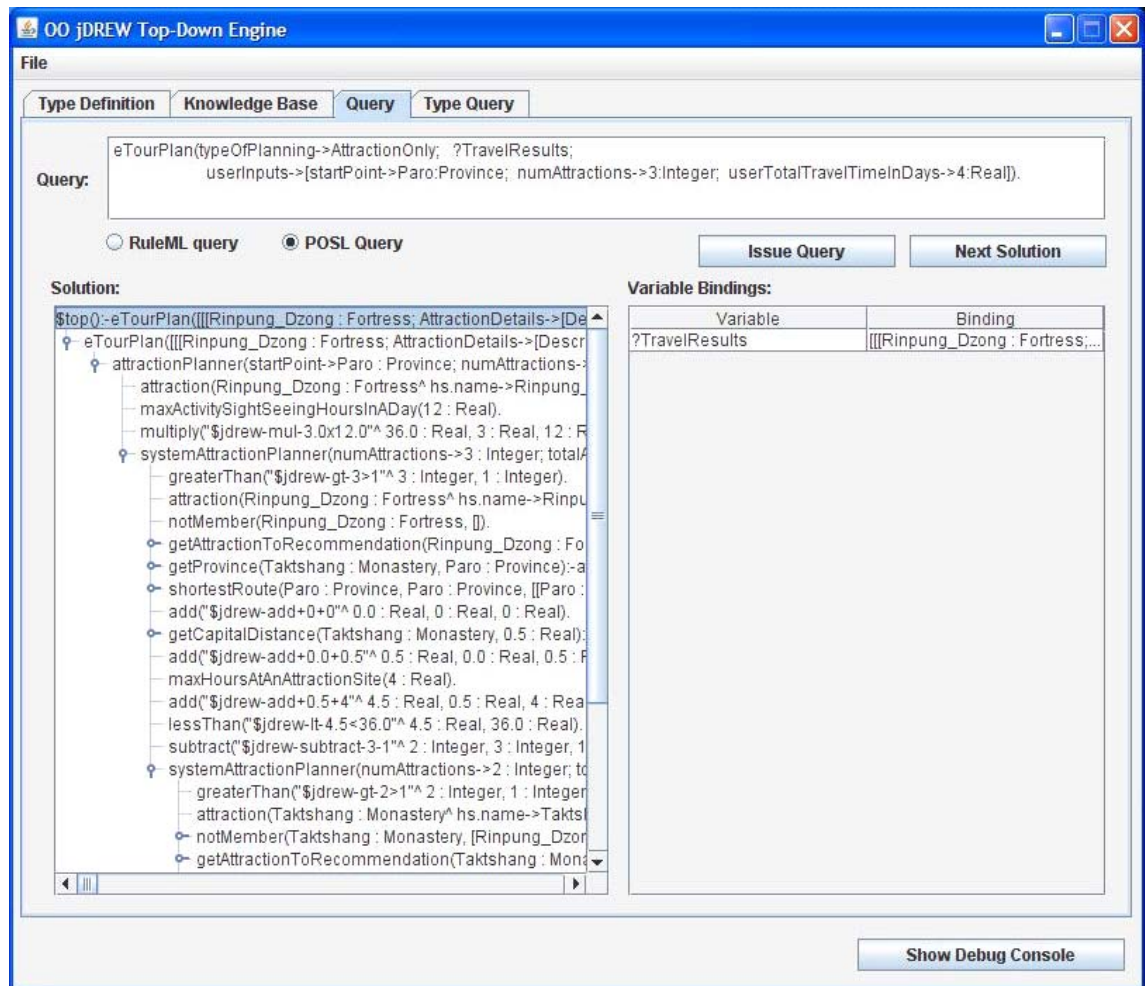 OO jDREW Top-Down Engine
File
Type Definition
Knowledge Base
Query
Type Query
Query:
eTourPlan(typeOfPlanning->AttractionOnly; ?TravelResults;
userInputs->[startPoint->Paro:Province; numAttractions->3:Integer; userTotalTravelTimeInDays->4:Real]).
RuleML query
POSL Query
Issue Query
Next Solution
Solution:
$top():-eTourPlan([[[Rinpung_Dzong : Fortress; AttractionDetails->[De
eTourPlan([[[Rinpung_Dzong : Fortress; AttractionDetails->[Descr
attractionPlanner(startPoint->Paro : Province; numAttractions->
attraction(Rinpung_Dzong : Fortress^ hs.name->Rinpung_
maxActivitySightSeeingHoursInADay(12 : Real).
multiply("$jdrew-mul-3.0x12.0"^ 36.0 : Real, 3 : Real, 12 : R
systemAttractionPlanner(numAttractions->3 : Integer; totalA
greaterThan("$jdrew-gt-3>1"^ 3 : Integer, 1 : Integer).
attraction(Rinpung_Dzong : Fortress^ hs.name->Rinpu
notMember(Rinpung_Dzong : Fortress, []).
getAttractionToRecommendation(Rinpung_Dzong : Fo
getProvince(Taktshang : Monastery, Paro : Province):-a
shortestRoute(Paro : Province, Paro : Province, [[Paro :
add("$jdrew-add+0+0"^ 0.0 : Real, 0 : Real, 0 : Real).
getCapitalDistance(Taktshang : Monastery, 0.5 : Real):
add("$jdrew-add+0.0+0.5"^ 0.5 : Real, 0.0 : Real, 0.5 : F
maxHoursAtAnAttractionSite(4 : Real).
add("$jdrew-add+0.5+4"^ 4.5 : Real, 0.5 : Real, 4 : Rea
lessThan("$jdrew-lt-4.5<36.0"^ 4.5 : Real, 36.0 : Real).
subtract("$jdrew-subtract-3-1"^ 2 : Integer, 3 : Integer, 1
systemAttractionPlanner(numAttractions->2 : Integer; to
greaterThan("$jdrew-gt-2>1"^ 2 : Integer, 1 : Integer
attraction(Taktshang : Monastery^ hs.name->Taktsl
notMember(Taktshang : Monastery, [Rinpung_Dzor
getAttractionToRecommendation(Taktshang : Mona
Variable Bindings:
Variable
Binding
?TravelResults
[[[Rinpung_Dzong : Fortress;...
Show Debug Console